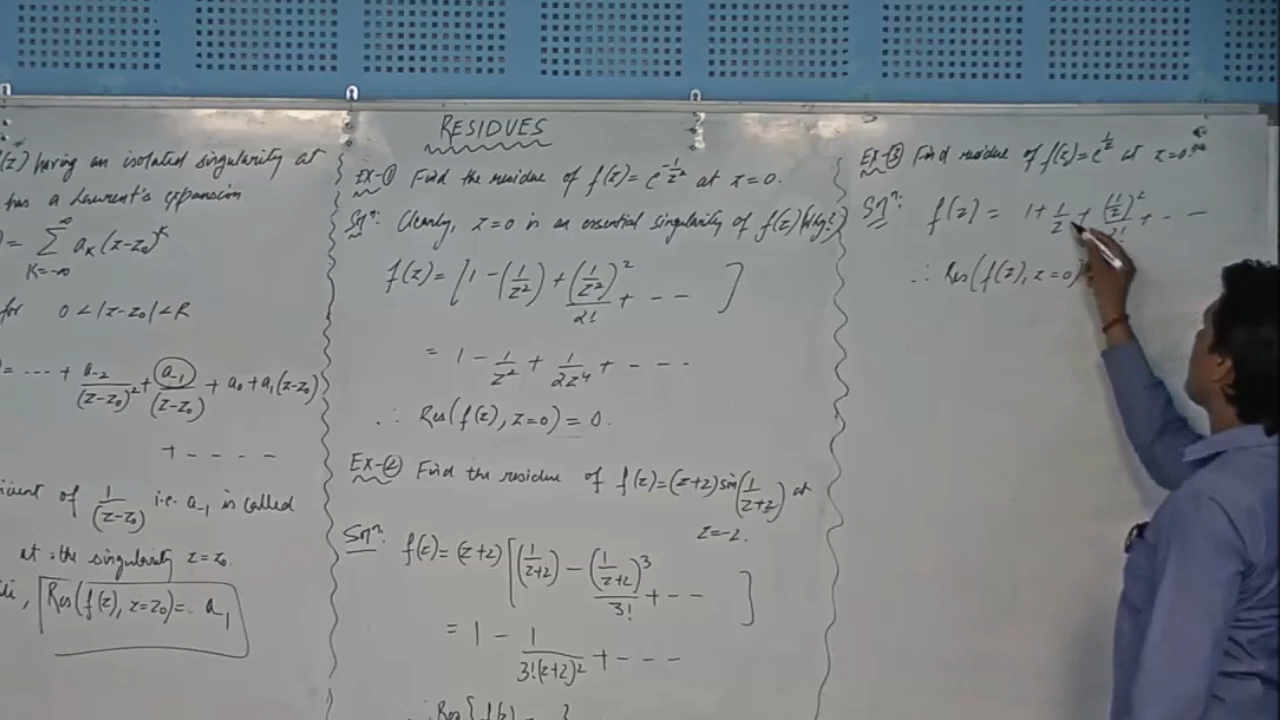 RESIDUES
f(z) having an isolated singularity at
has a Laurent's expansion
= ∑_{K=-∞}^{∞} a_K (z-z₀)^K
for 0<|z-z₀|<R
= ... + a₋₂/(z-z₀)² + a₋₁/(z-z₀) + a₀ + a₁(z-z₀)
+ - - - -
of 1/(z-z₀) i.e. a₋₁ is called
at the singularity z=z₀.
Res(f(z), z=z₀) = a₋₁
Ex-① Find the residue of f(z) = e^{-1/z²} at z=0.
Solⁿ: Clearly, z=0 is an essential singularity of f(z) (Why?)
f(z) = [1 - (1/z²) + (1/z²)²/2! + - - ]
= 1 - 1/z² + 1/2z⁴ + - - - .
∴ Res(f(z), z=0) = 0.
Ex-② Find the residue of f(z) = (z+2) sin(1/(z+2)) at
z=-2.
Solⁿ: f(z) = (z+2) [(1/(z+2)) - (1/(z+2))³/3! + - - ]
= 1 - 1/3!(z+2)² + - - -
∴ Res{f(z)
Ex-③ Find residue of f(z) = e^{1/z} at z=0.
Solⁿ: f(z) = 1 + 1/z + (1/z)²/2! + - - -
∴ Res(f(z), z=0)